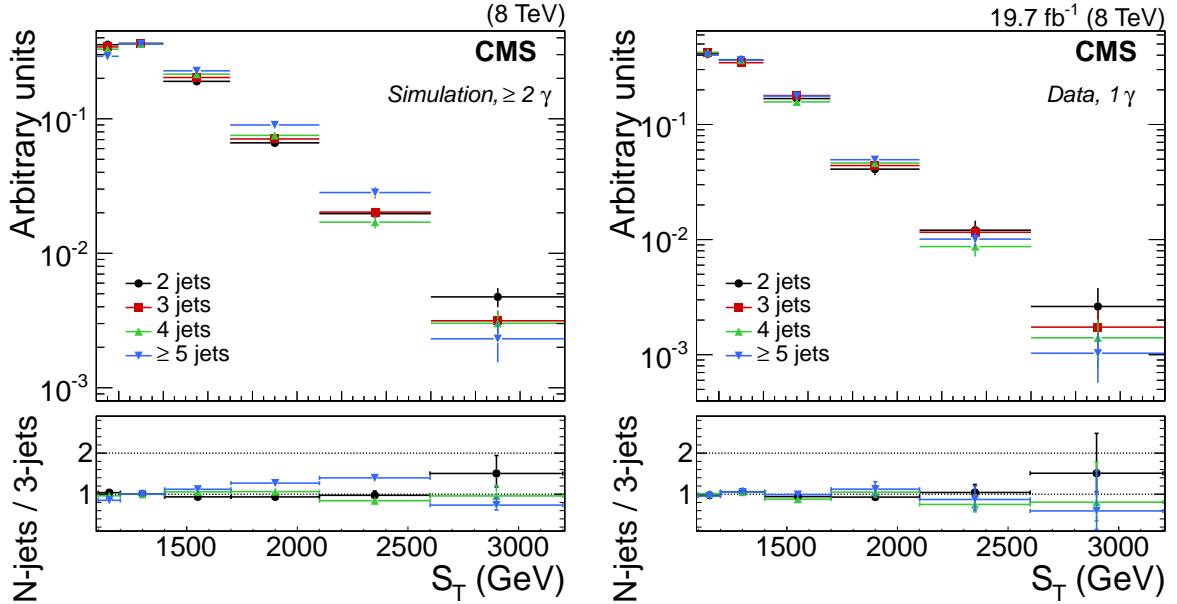 (8 TeV)
CMS
Simulation, ≥ 2 γ
Arbitrary units
10⁻¹
10⁻²
10⁻³
2 jets
3 jets
4 jets
≥ 5 jets
N-jets / 3-jets
2
1
1500 2000 2500 3000
S_T (GeV)
19.7 fb⁻¹ (8 TeV)
CMS
Data, 1 γ
Arbitrary units
10⁻¹
10⁻²
10⁻³
2 jets
3 jets
4 jets
≥ 5 jets
N-jets / 3-jets
2
1
1500 2000 2500 3000
S_T (GeV)